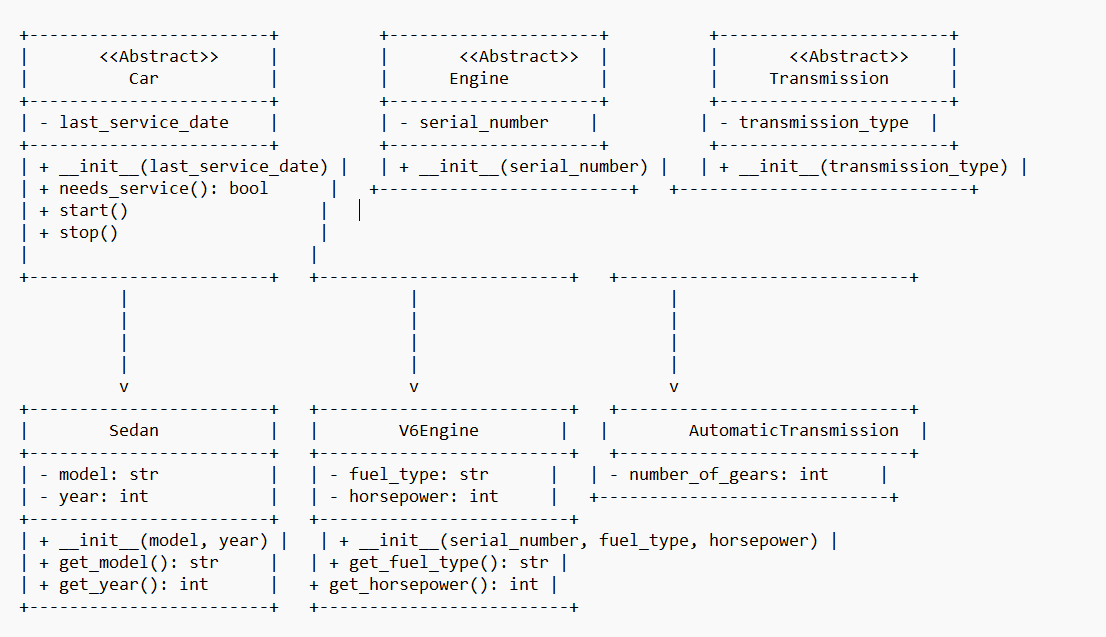 +------------------------+          +---------------------+          +-----------------------+
|       <<Abstract>>     |          |       <<Abstract>>  |          |       <<Abstract>>    |
|          Car           |          |      Engine         |          |     Transmission      |
+------------------------+          +---------------------+          +-----------------------+
| - last_service_date    |          | - serial_number    |          | - transmission_type  |
+------------------------+          +---------------------+          +-----------------------+
| + __init__(last_service_date) |   | + __init__(serial_number) |   | + __init__(transmission_type) |
| + needs_service(): bool      |   +-------------------------+   +-----------------------------+
| + start()                   |   |
| + stop()                    |
|                            |
+------------------------+   +-------------------------+   +-----------------------------+
          |                            |                         |
          |                            |                         |
          |                            |                         |
          |                            |                         |
          v                            v                         v
+------------------------+   +-------------------------+   +-----------------------------+
|        Sedan           |   |        V6Engine        |   |        AutomaticTransmission  |
+------------------------+   +-------------------------+   +-----------------------------+
| - model: str           |   | - fuel_type: str      |   | - number_of_gears: int     |
| - year: int            |   | - horsepower: int     |   +-----------------------------+
+------------------------+   +-------------------------+
| + __init__(model, year) |   | + __init__(serial_number, fuel_type, horsepower) |
| + get_model(): str     |   | + get_fuel_type(): str |
| + get_year(): int      |   + get_horsepower(): int |
+------------------------+   +-------------------------+